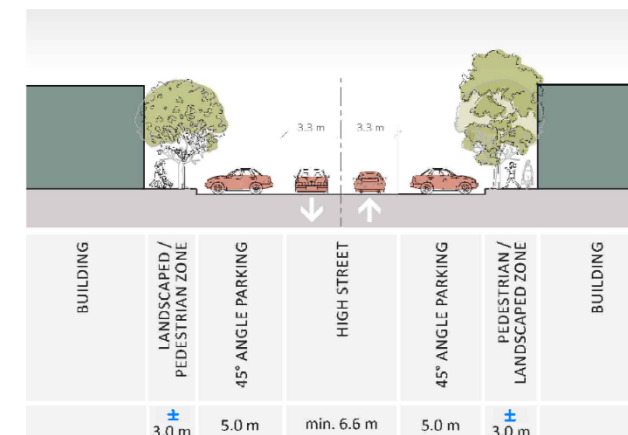 3.3 m 3.3 m
BUILDING
LANDSCAPED /
PEDESTRIAN ZONE
45° ANGLE PARKING
HIGH STREET
45° ANGLE PARKING
PEDESTRIAN /
LANDSCAPED ZONE
BUILDING
±
3.0 m
5.0 m
min. 6.6 m
5.0 m
±
3.0 m